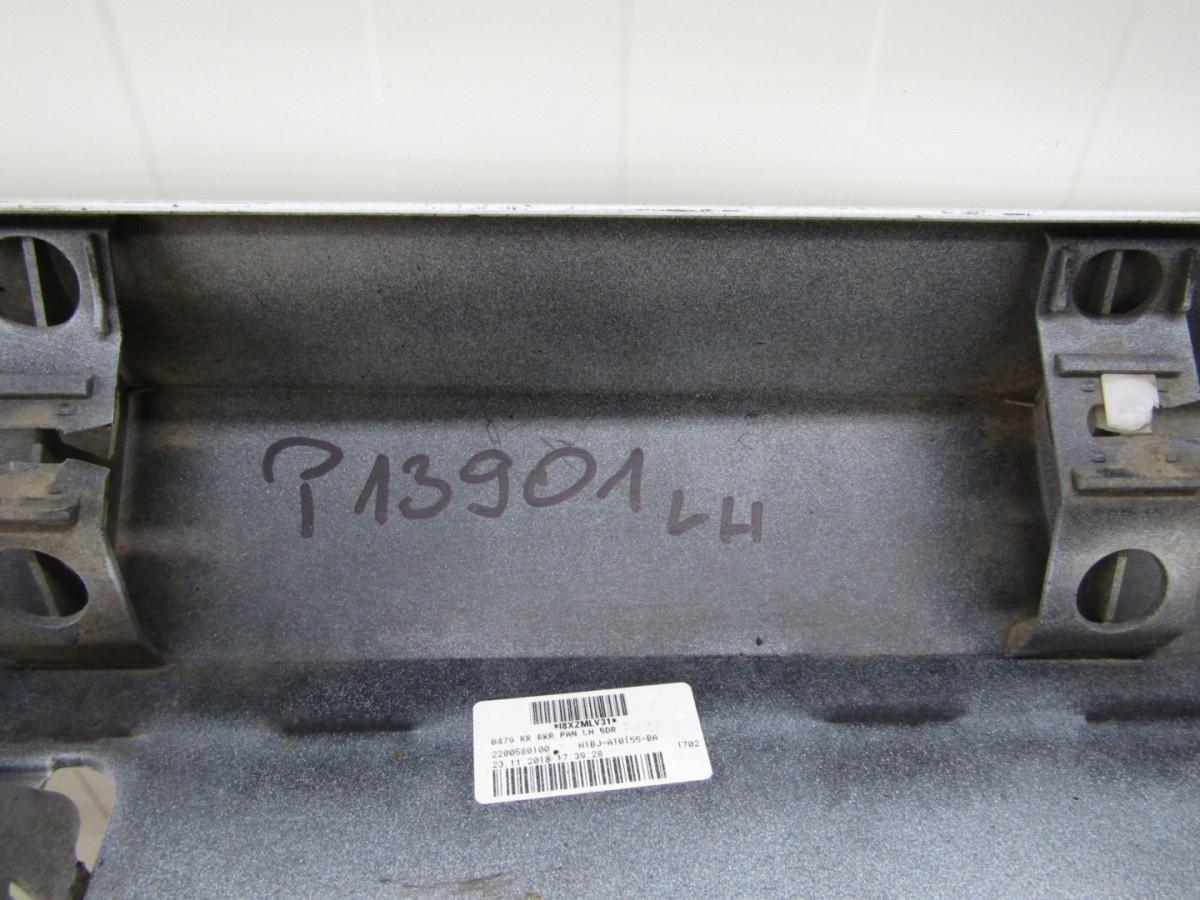 P13901 LH
*I8XZMLV31*
B479 RR RKR PAN LH 5DR
2200580100 H1BJ-A10155-BA 1702
23.11.2018 17.39.28